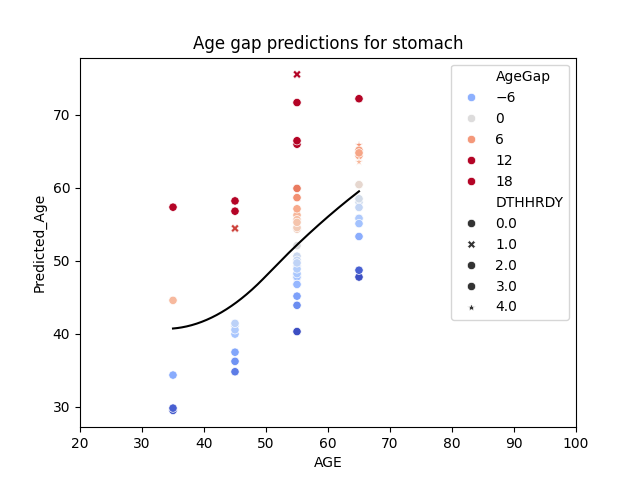 Age gap predictions for stomach
Predicted_Age
70
60
50
40
30
20 30 40 50 60 70 80 90 100
AGE
AgeGap
−6
0
6
12
18
DTHHRDY
0.0
1.0
2.0
3.0
4.0